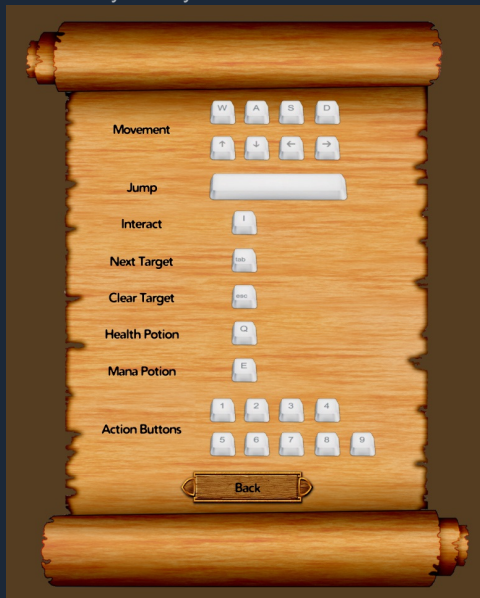 W A S D
Movement
↑ ↓ ← →
Jump
Interact I
Next Target tab
Clear Target esc
Health Potion Q
Mana Potion E
1 2 3 4
Action Buttons
5 6 7 8 9
Back